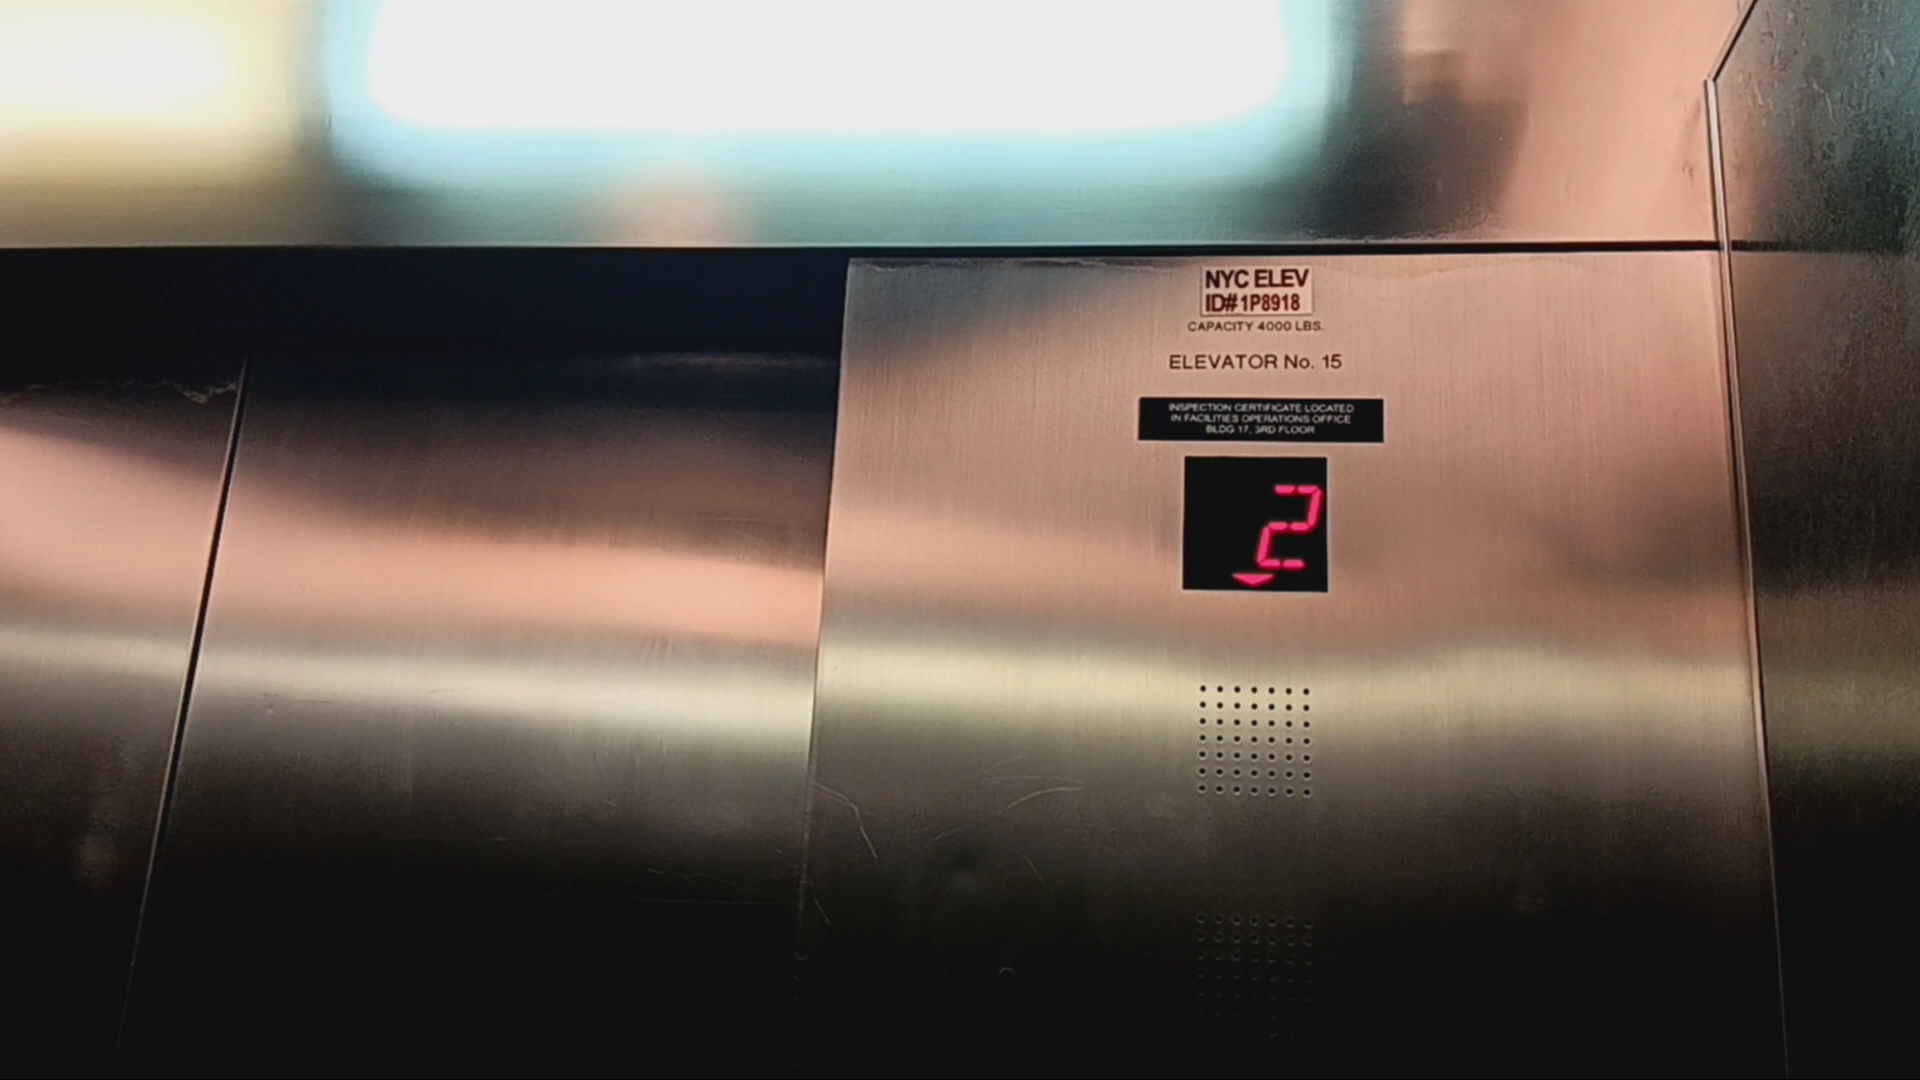 NYC ELEV
ID# 1P8918
CAPACITY 4000 LBS.
ELEVATOR No. 15
INSPECTION CERTIFICATE LOCATED
IN FACILITIES OPERATIONS OFFICE
BLDG 17, 3RD FLOOR
2